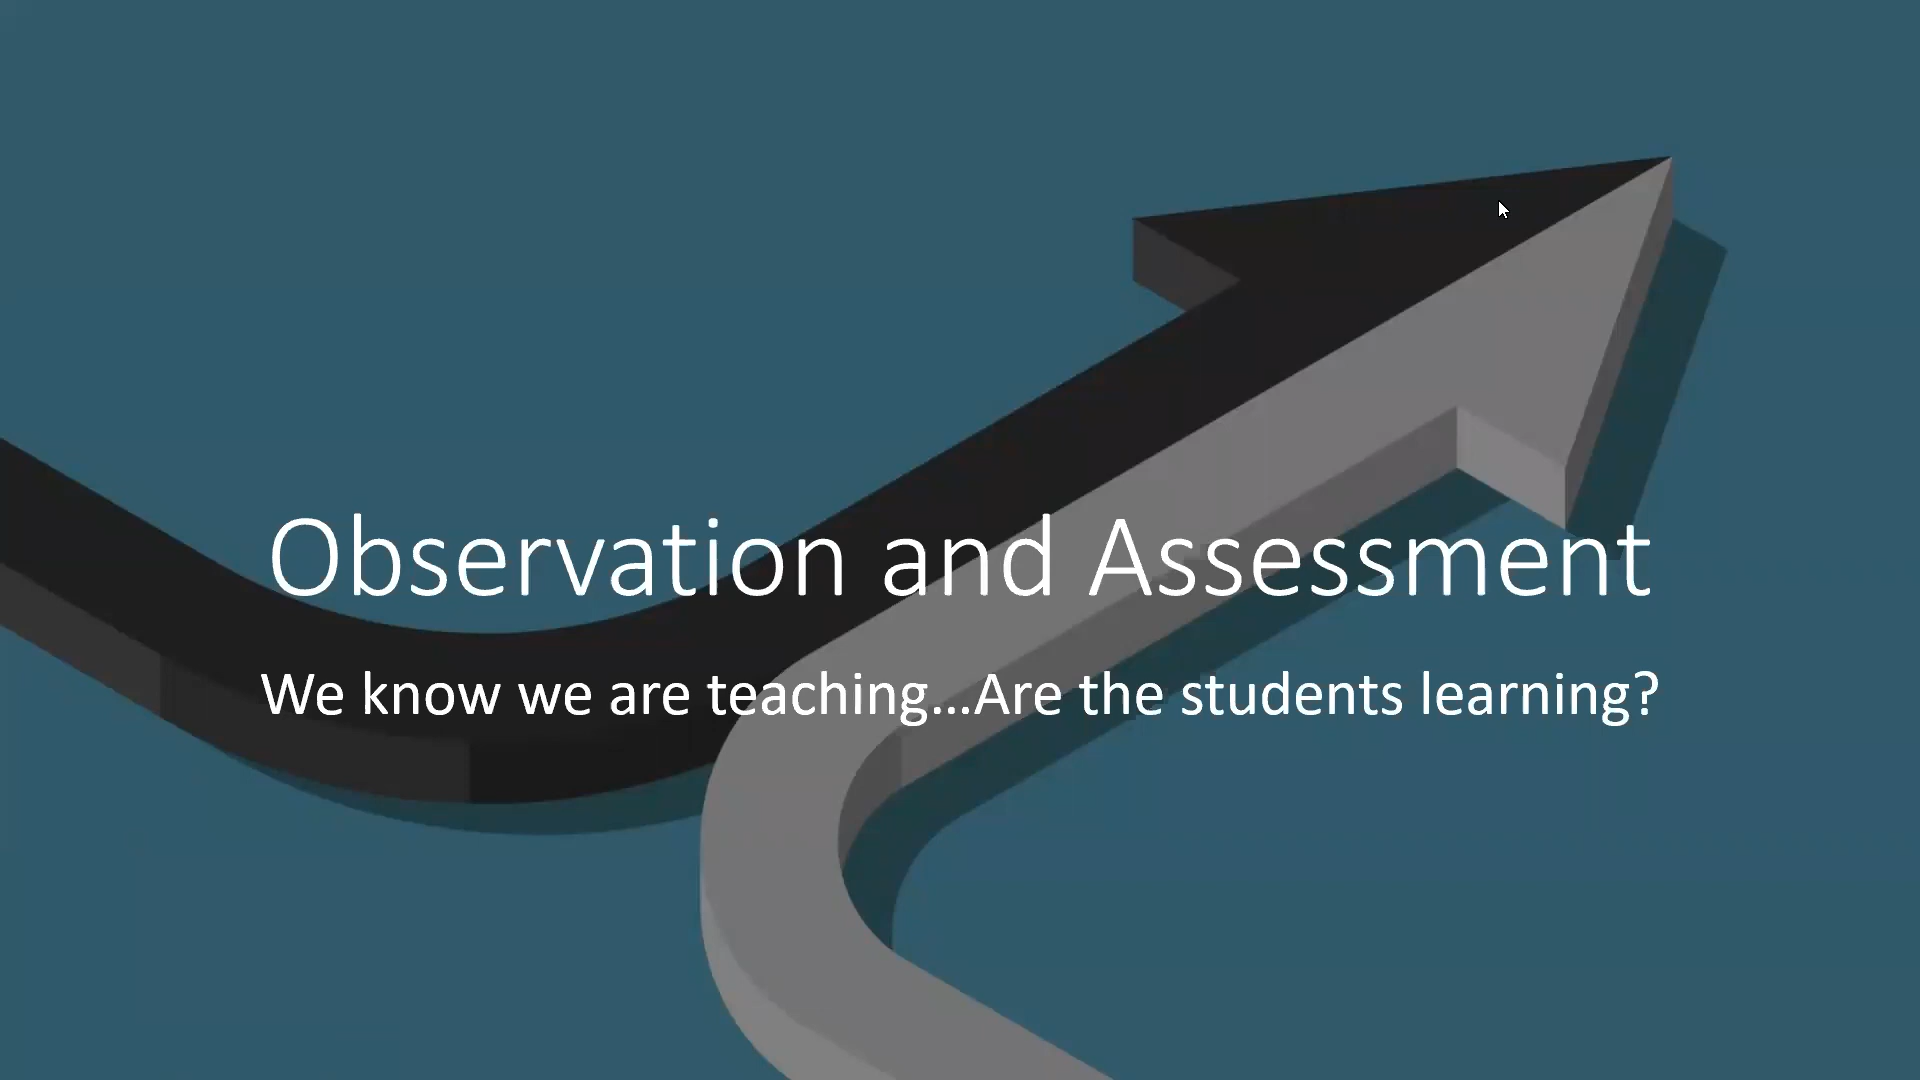 Observation and Assessment
We know we are teaching…Are the students learning?